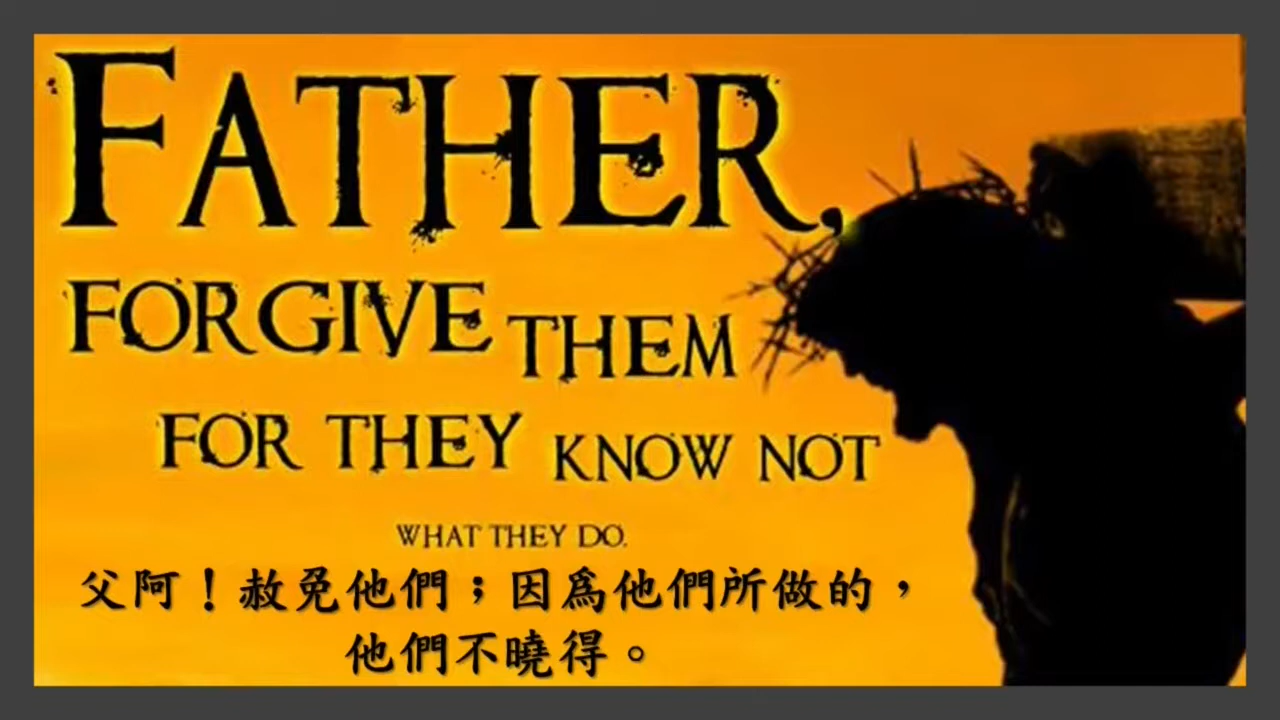 FATHER,
FORGIVE THEM
FOR THEY KNOW NOT
WHAT THEY DO.
父阿！赦免他們；因爲他們所做的，
他們不曉得。